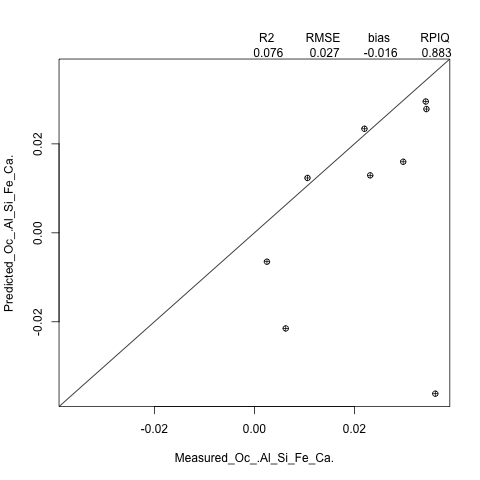 R2 RMSE bias RPIQ
0.076 0.027 -0.016 0.883
Predicted_Oc_.Al_Si_Fe_Ca.
0.02
0.00
-0.02
-0.02 0.00 0.02
Measured_Oc_.Al_Si_Fe_Ca.